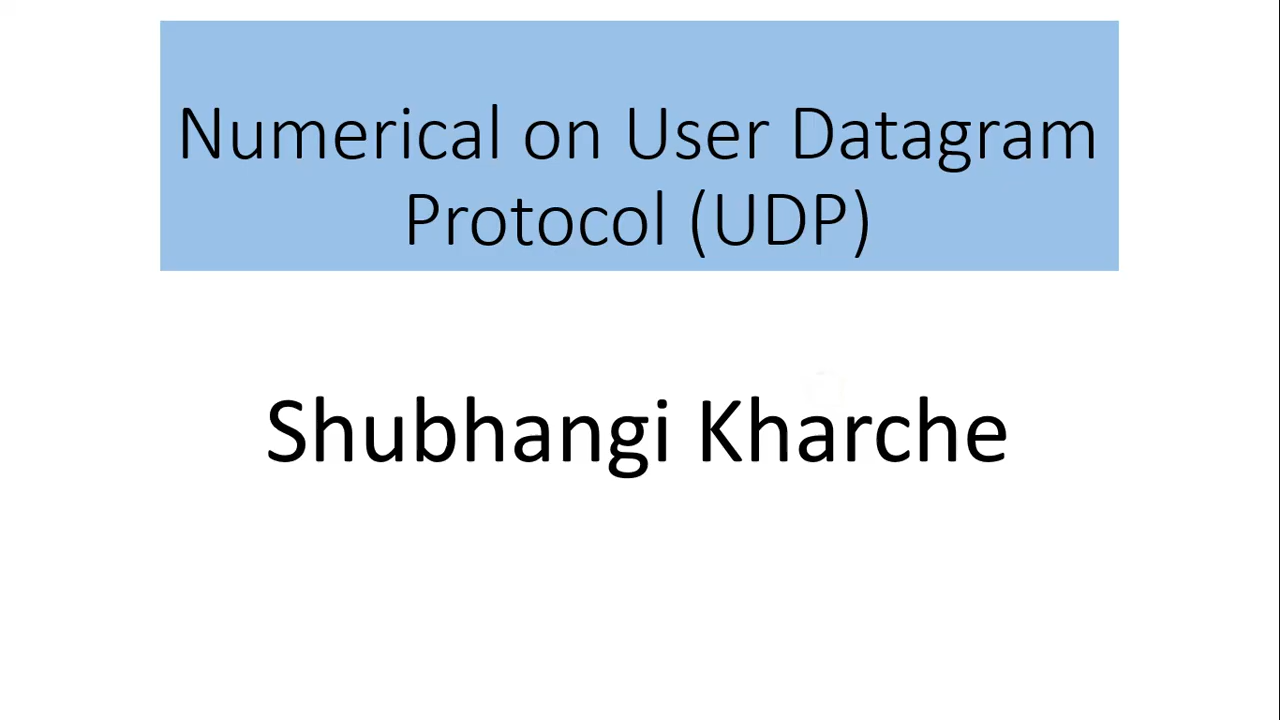 Numerical on User Datagram
Protocol (UDP)
Shubhangi Kharche